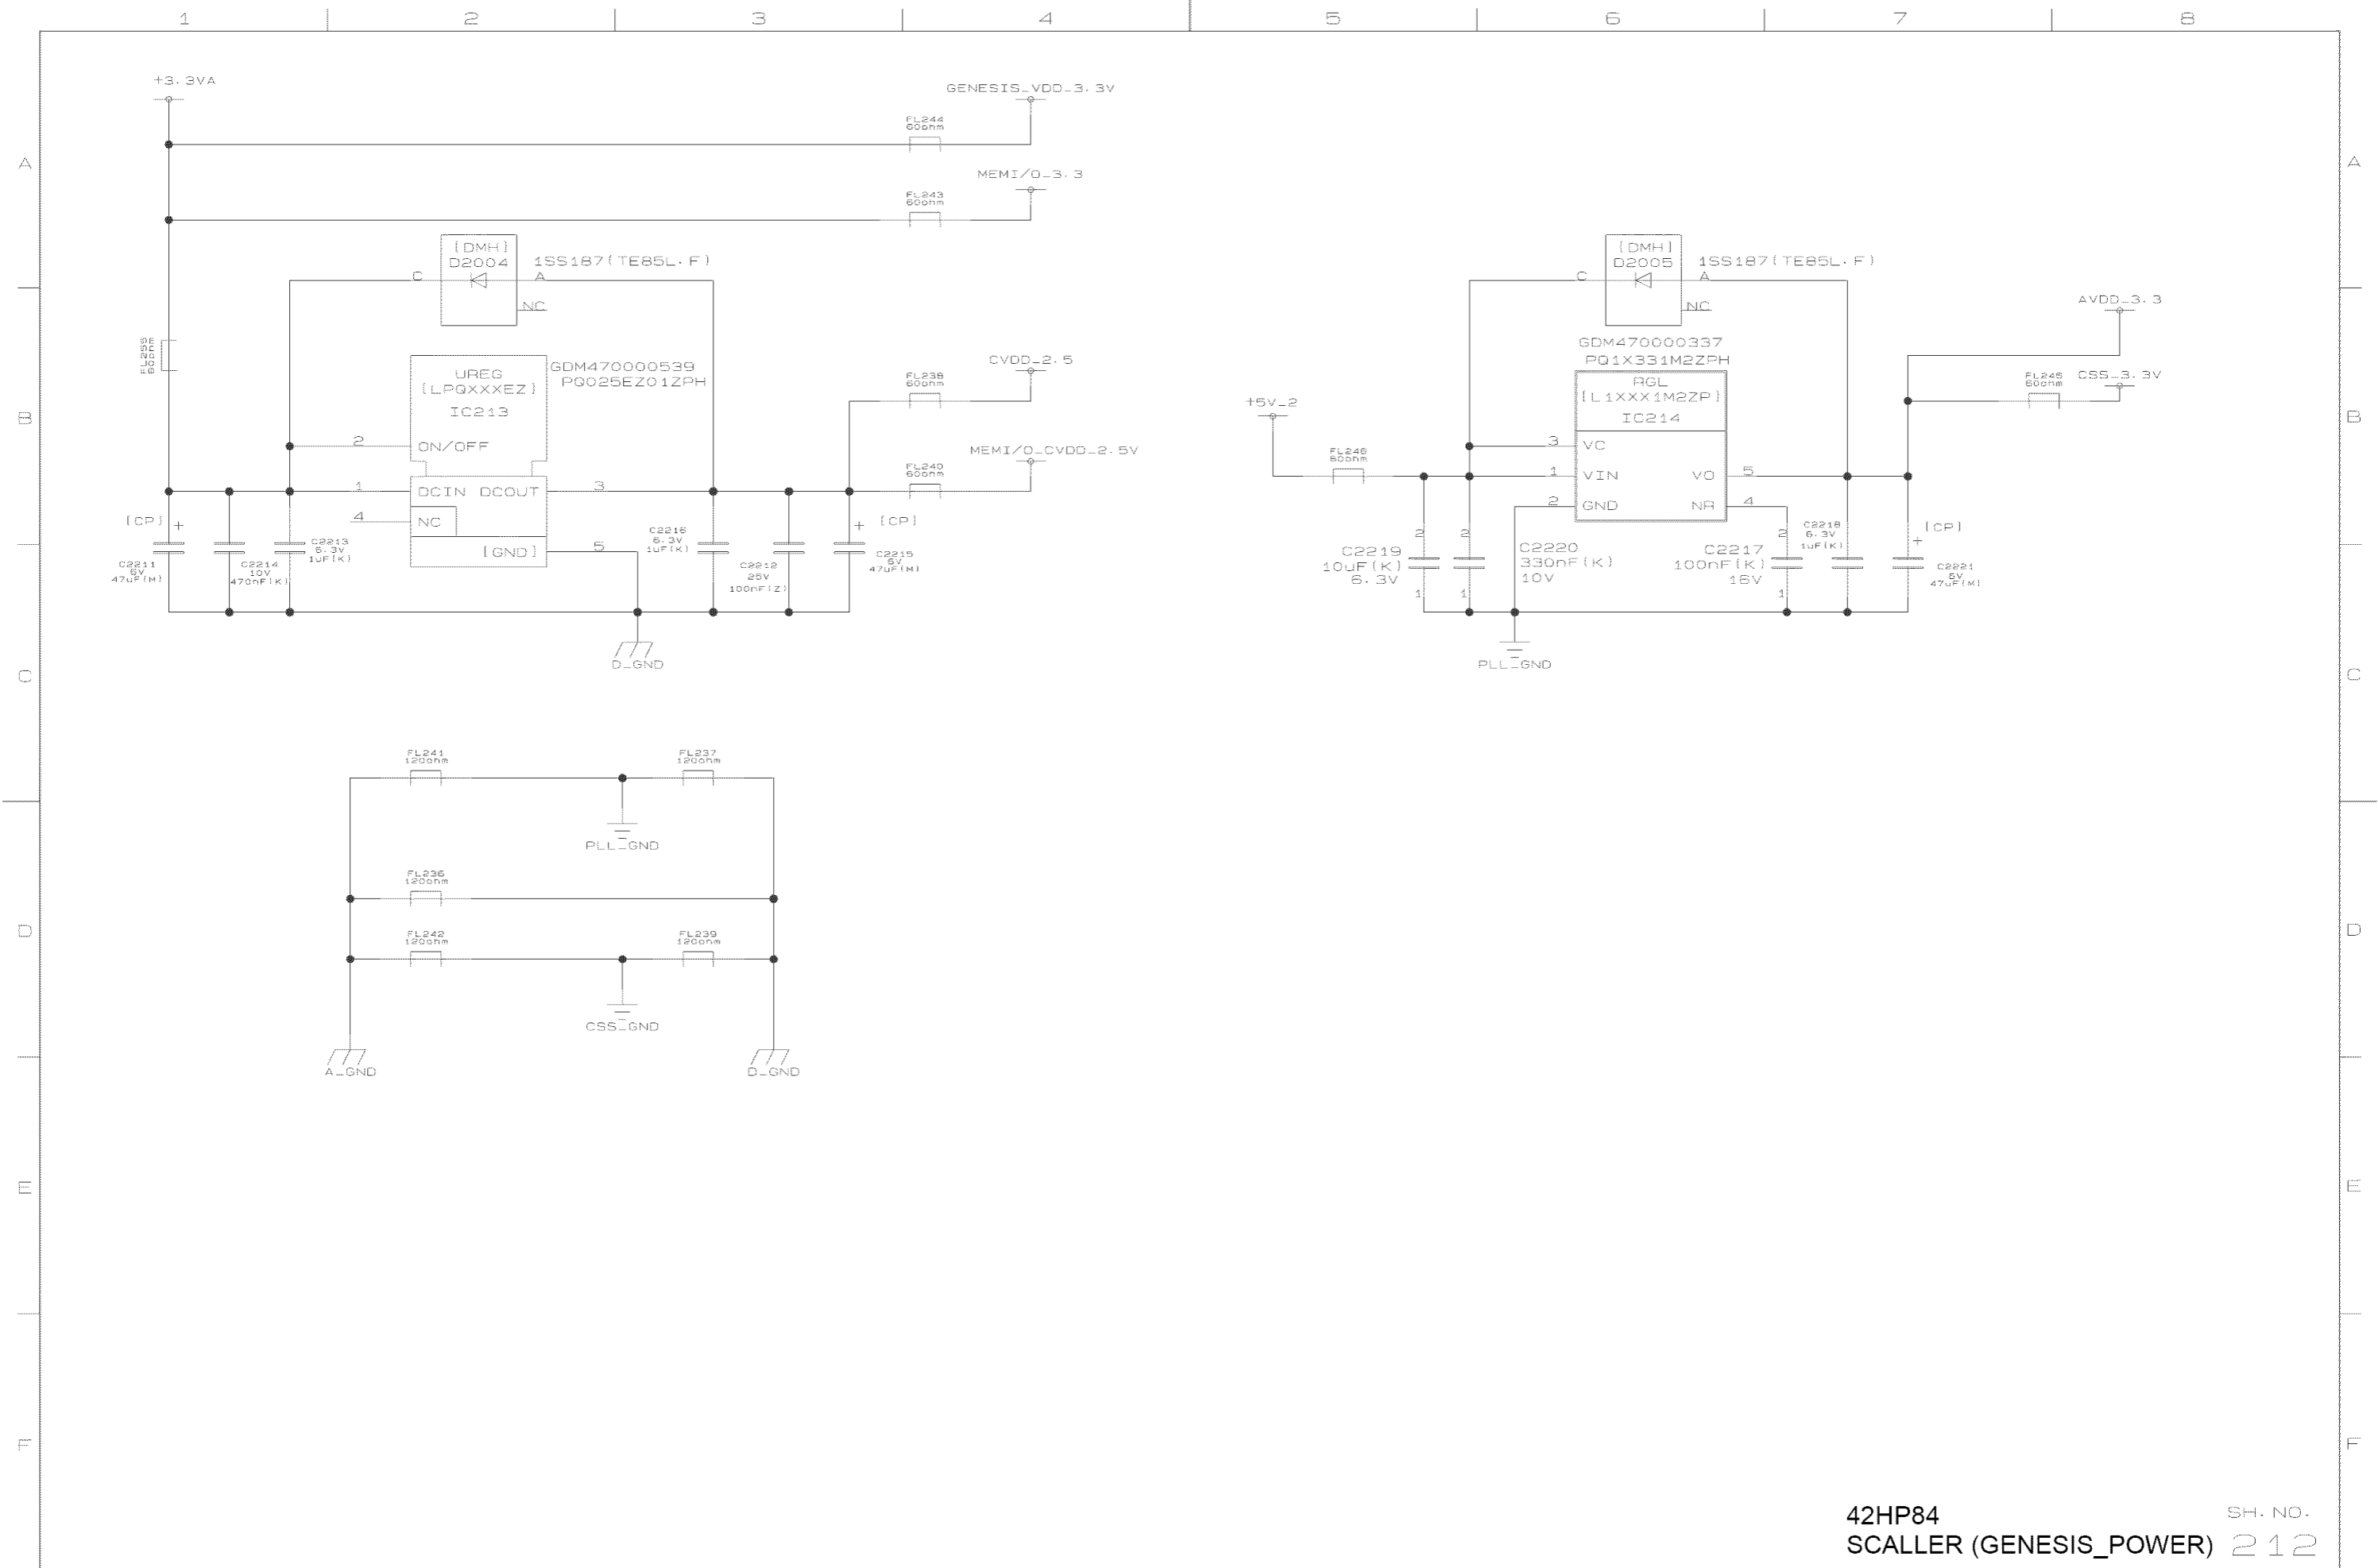 1 2 3 4 5 6 7 8
+3.3VA
GENESIS_VDD_3.3V
FL244
60ohm
A A
MEMI/O_3.3
FL243
60ohm
[DMH]
D2004
1SS187(TE85L.F)
C A
NC
[DMH]
D2005
1SS187(TE85L.F)
C A
NC
AVDD_3.3
60ohm
GDM470000539
PQ025EZ01ZPH
UREG
[LPQXXXEZ]
IC213
2 ON/OFF
1 DCIN DCOUT 3
4 NC
[GND] 5
CVDD_2.5
FL238
60ohm
MEMI/O_CVDD_2.5V
FL240
60ohm
GDM470000337
PQ1X331M2ZPH
RGL
[L1XXX1M2ZP]
IC214
3 VC
1 VIN VO 5
2 GND NR 4
FL245
60ohm
CSS_3.3V
+5V_2
FL246
60ohm
B B
[CP] +
C2211
6V
47uF(M)
C2214
10V
470nF(K)
C2213
6.3V
1uF(K)
C2216
6.3V
1uF(K)
C2212
25V
100nF(Z)
+ [CP]
C2215
6V
47uF(M)
D_GND
2 2
C2219
10uF(K)
6.3V
C2220
330nF(K)
10V
1 1
2
C2217
100nF(K)
16V
1
C2218
6.3V
1uF(K)
[CP]
+
C2221
6V
47uF(M)
PLL_GND
C C
FL241
120ohm
FL237
120ohm
PLL_GND
FL236
120ohm
D D
FL242
120ohm
FL239
120ohm
CSS_GND
A_GND
D_GND
E E
F F
42HP84
SCALLER (GENESIS_POWER)
SH. NO.
212